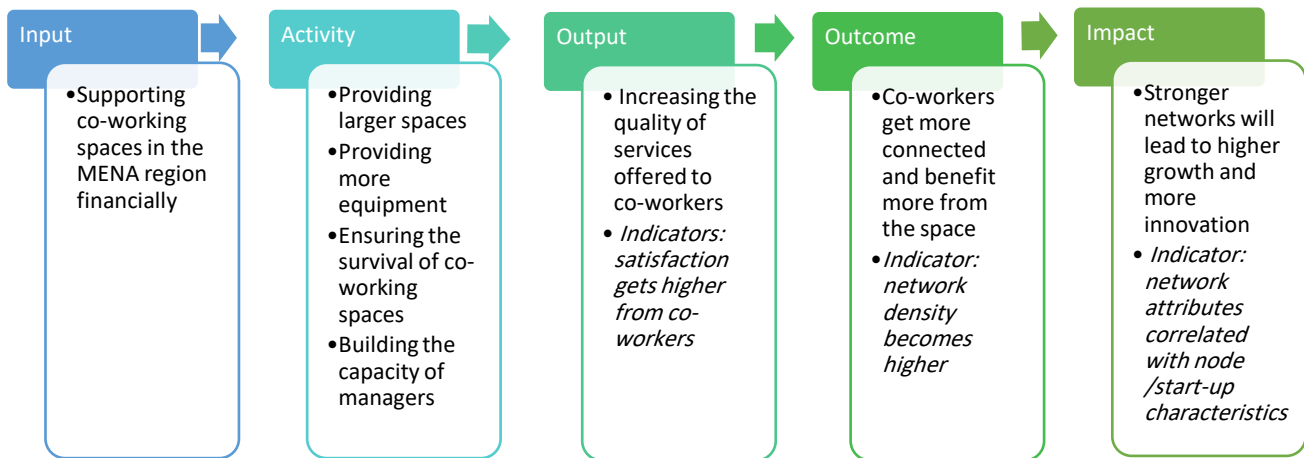 Input
•Supporting
co-working
spaces in the
MENA region
financially
Activity
•Providing
larger spaces
•Providing
more
equipment
•Ensuring the
survival of co-
working
spaces
•Building the
capacity of
managers
Output
• Increasing the
quality of
services
offered to
co-workers
• Indicators:
satisfaction
gets higher
from co-
workers
Outcome
•Co-workers
get more
connected
and benefit
more from
the space
•Indicator:
network
density
becomes
higher
Impact
•Stronger
networks will
lead to higher
growth and
more
innovation
• Indicator:
network
attributes
correlated
with node
/start-up
characteristics